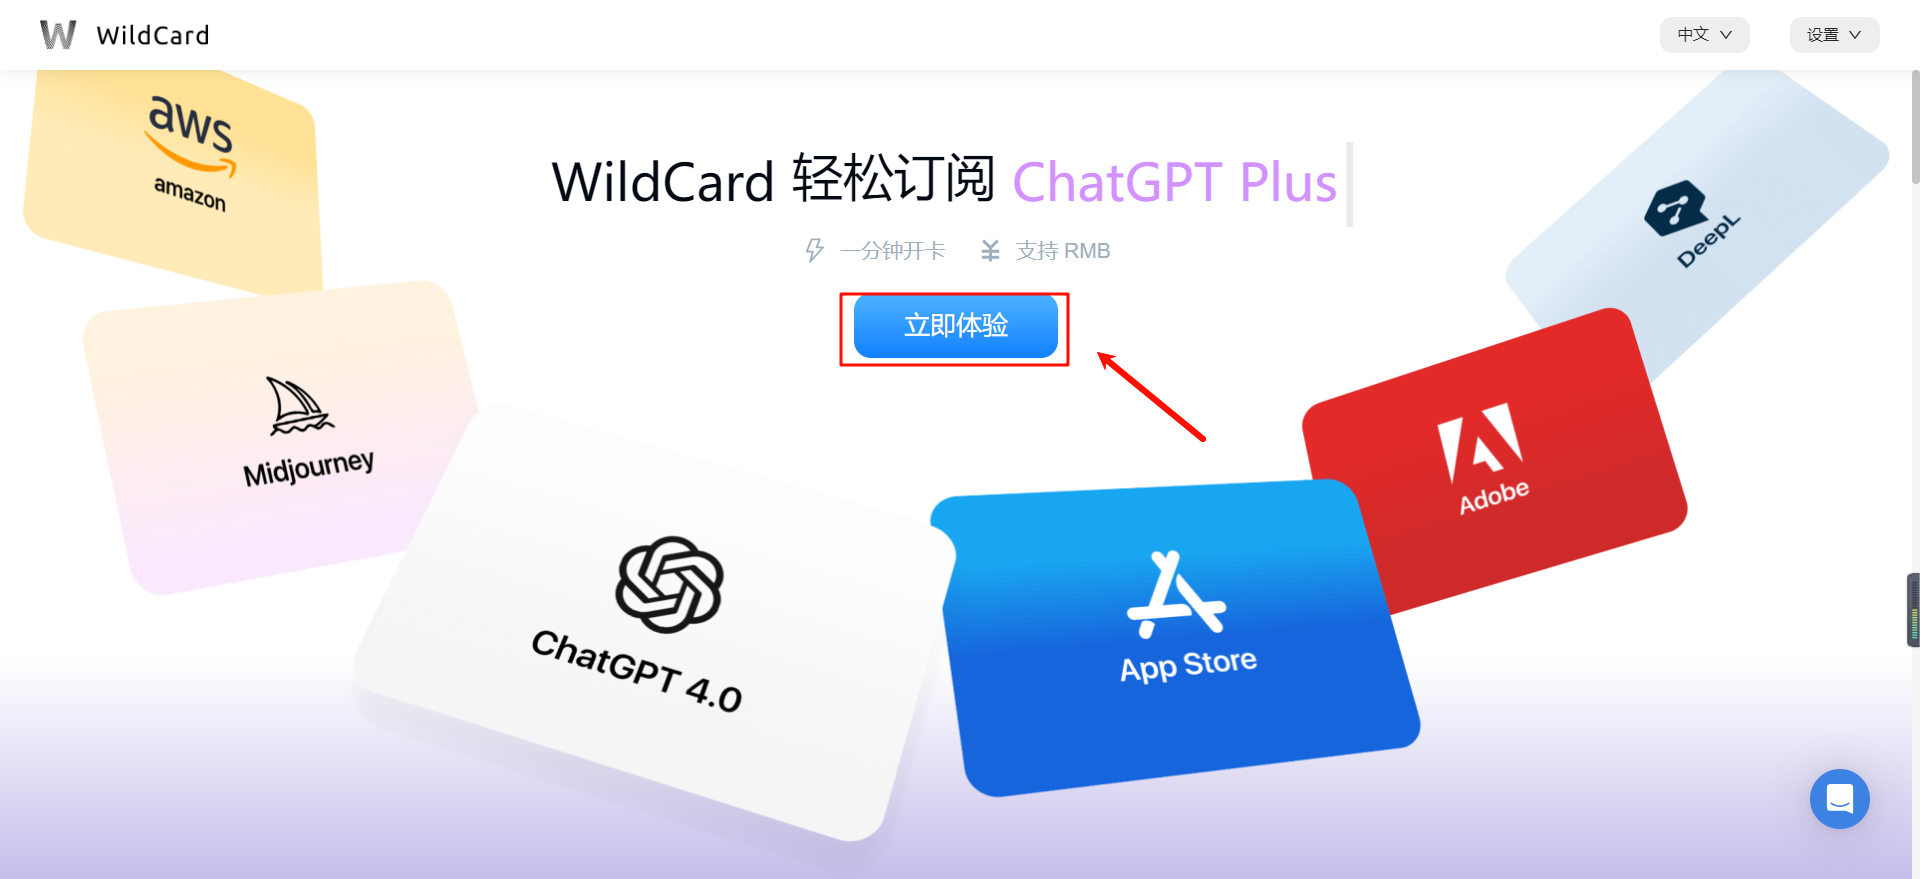 WildCard
中文
设置
aws
amazon
WildCard 轻松订阅 ChatGPT Plus
一分钟开卡
支持 RMB
立即体验
DeepL
Midjourney
Adobe
ChatGPT 4.0
App Store